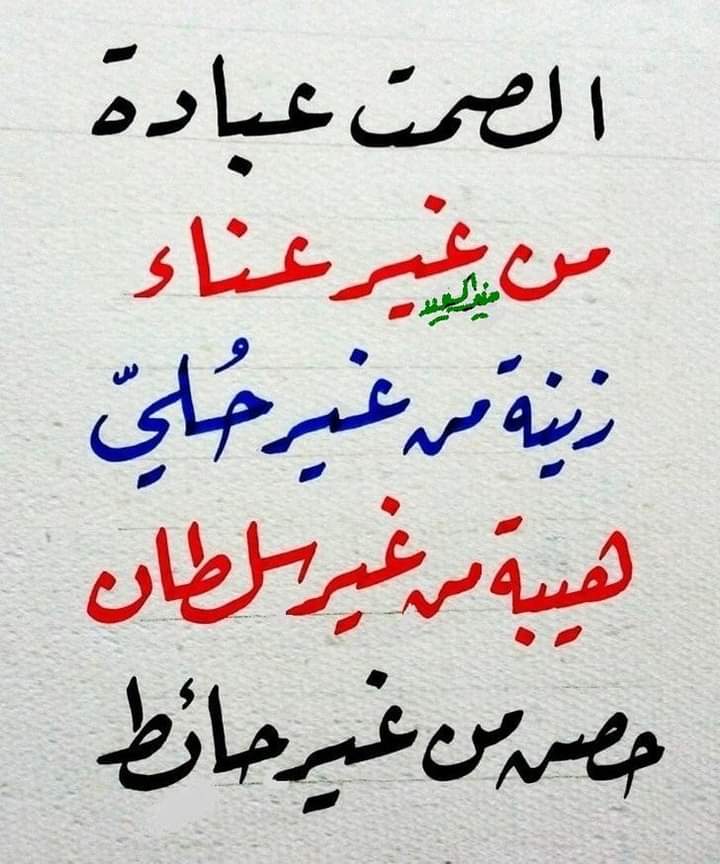 الصمت عبادة
من غير عناء
زينة من غير حُليّ
هيبة من غير سلطان
حصن من غير حائط